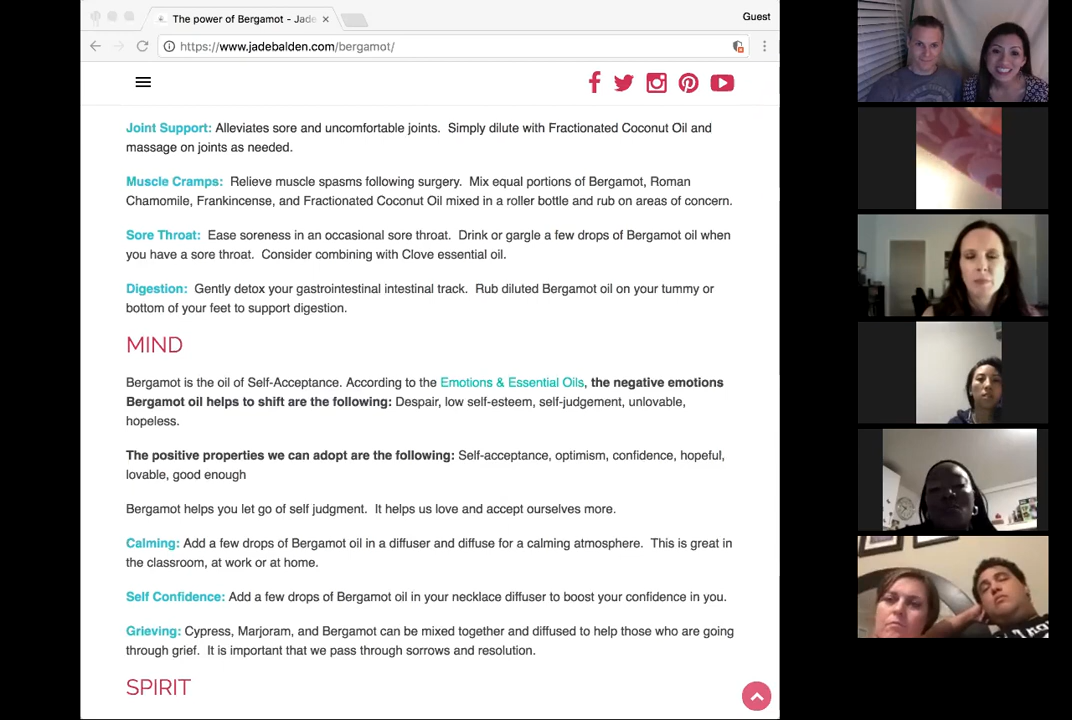 The power of Bergamot - Jade
Guest
https://www.jadebalden.com/bergamot/
Joint Support: Alleviates sore and uncomfortable joints. Simply dilute with Fractionated Coconut Oil and
massage on joints as needed.
Muscle Cramps: Relieve muscle spasms following surgery. Mix equal portions of Bergamot, Roman
Chamomile, Frankincense, and Fractionated Coconut Oil mixed in a roller bottle and rub on areas of concern.
Sore Throat: Ease soreness in an occasional sore throat. Drink or gargle a few drops of Bergamot oil when
you have a sore throat. Consider combining with Clove essential oil.
Digestion: Gently detox your gastrointestinal intestinal track. Rub diluted Bergamot oil on your tummy or
bottom of your feet to support digestion.
MIND
Bergamot is the oil of Self-Acceptance. According to the Emotions & Essential Oils, the negative emotions
Bergamot oil helps to shift are the following: Despair, low self-esteem, self-judgement, unlovable,
hopeless.
The positive properties we can adopt are the following: Self-acceptance, optimism, confidence, hopeful,
lovable, good enough
Bergamot helps you let go of self judgment. It helps us love and accept ourselves more.
Calming: Add a few drops of Bergamot oil in a diffuser and diffuse for a calming atmosphere. This is great in
the classroom, at work or at home.
Self Confidence: Add a few drops of Bergamot oil in your necklace diffuser to boost your confidence in you.
Grieving: Cypress, Marjoram, and Bergamot can be mixed together and diffused to help those who are going
through grief. It is important that we pass through sorrows and resolution.
SPIRIT